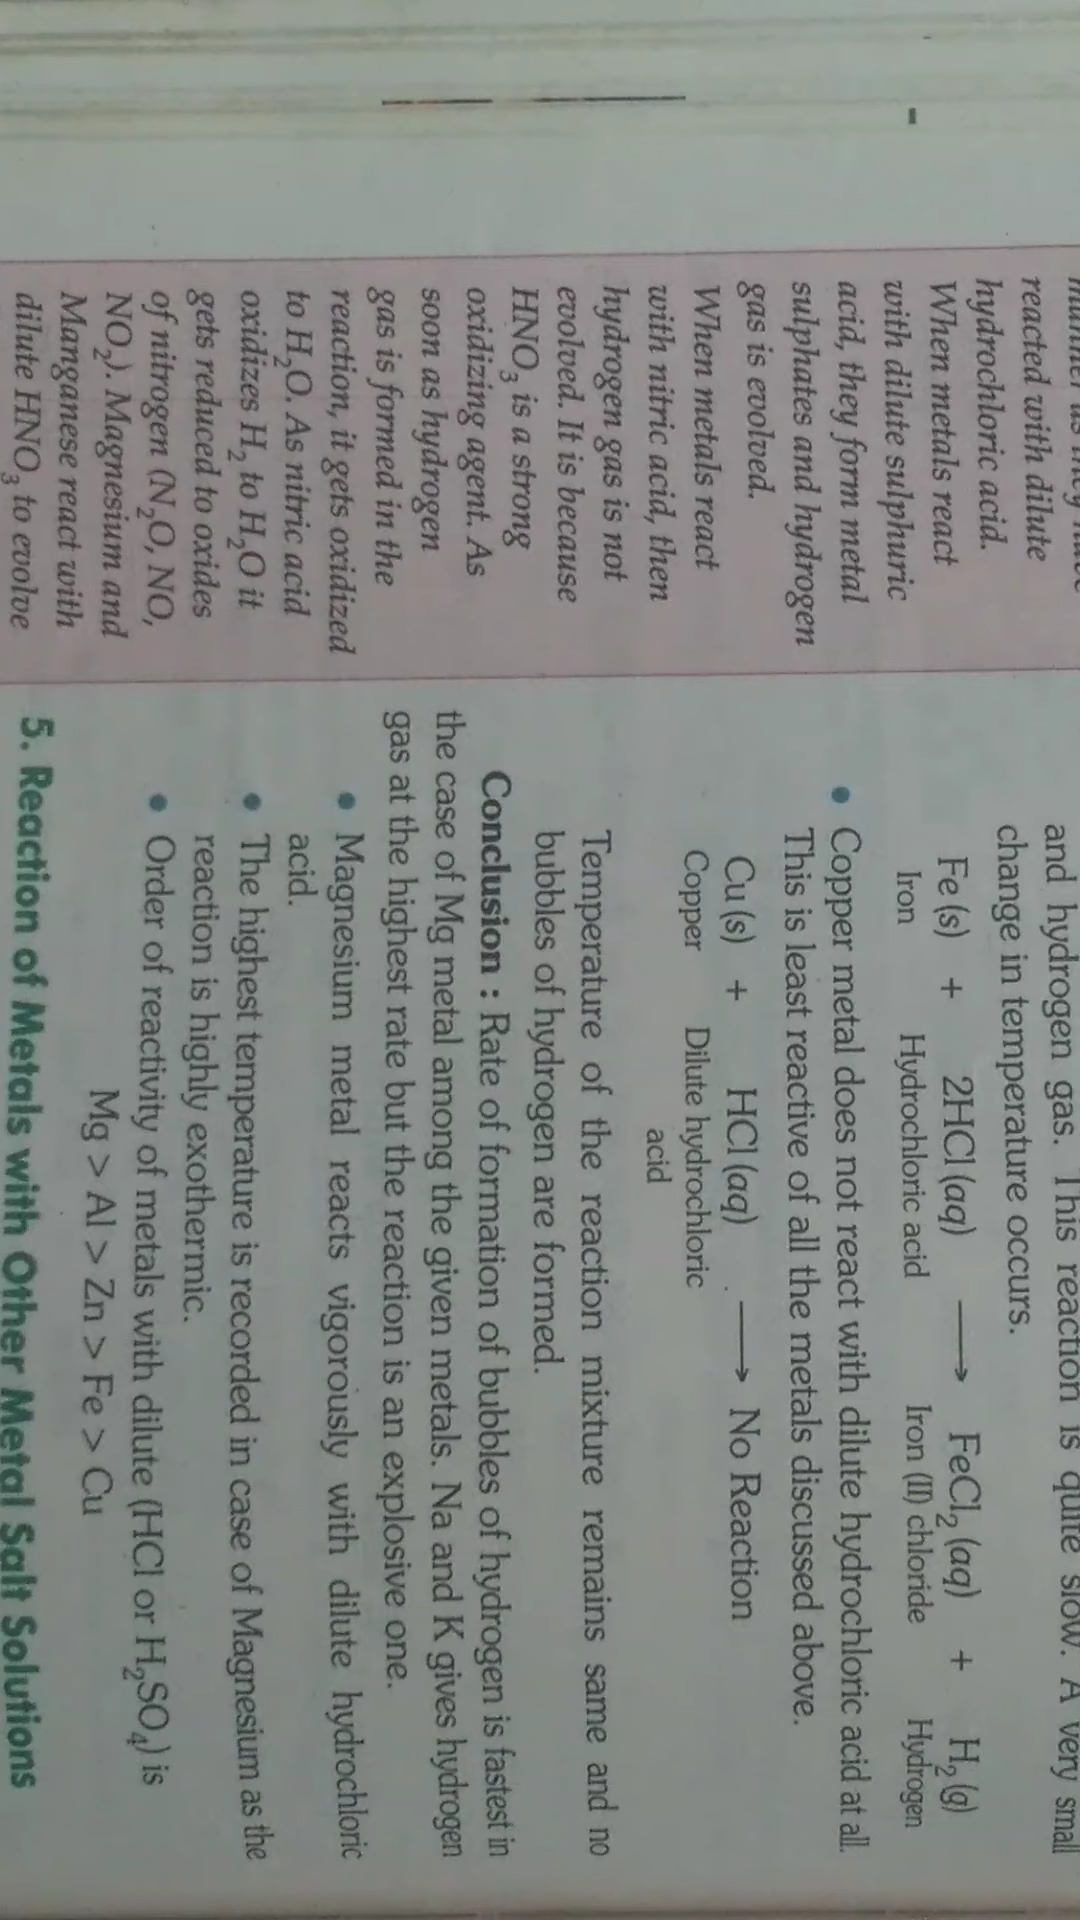 reacted with dilute
hydrochloric acid.
When metals react
with dilute sulphuric
acid, they form metal
sulphates and hydrogen
gas is evolved.
When metals react
with nitric acid, then
hydrogen gas is not
evolved. It is because
HNO₃ is a strong
oxidizing agent. As
soon as hydrogen
gas is formed in the
reaction, it gets oxidized
to H₂O. As nitric acid
oxidizes H₂ to H₂O it
gets reduced to oxides
of nitrogen (N₂O, NO,
NO₂). Magnesium and
Manganese react with
dilute HNO₃ to evolve
and hydrogen gas. This reaction is quite slow. A very small
change in temperature occurs.
Fe (s) + 2HCl (aq) ⟶ FeCl₂ (aq) + H₂ (g)
Iron Hydrochloric acid Iron (II) chloride Hydrogen
• Copper metal does not react with dilute hydrochloric acid at all.
This is least reactive of all the metals discussed above.
Cu (s) + HCl (aq) ⟶ No Reaction
Copper Dilute hydrochloric
acid
Temperature of the reaction mixture remains same and no
bubbles of hydrogen are formed.
Conclusion : Rate of formation of bubbles of hydrogen is fastest in
the case of Mg metal among the given metals. Na and K gives hydrogen
gas at the highest rate but the reaction is an explosive one.
• Magnesium metal reacts vigorously with dilute hydrochloric
acid.
• The highest temperature is recorded in case of Magnesium as the
reaction is highly exothermic.
• Order of reactivity of metals with dilute (HCl or H₂SO₄) is
Mg > Al > Zn > Fe > Cu
5. Reaction of Metals with Other Metal Salt Solutions